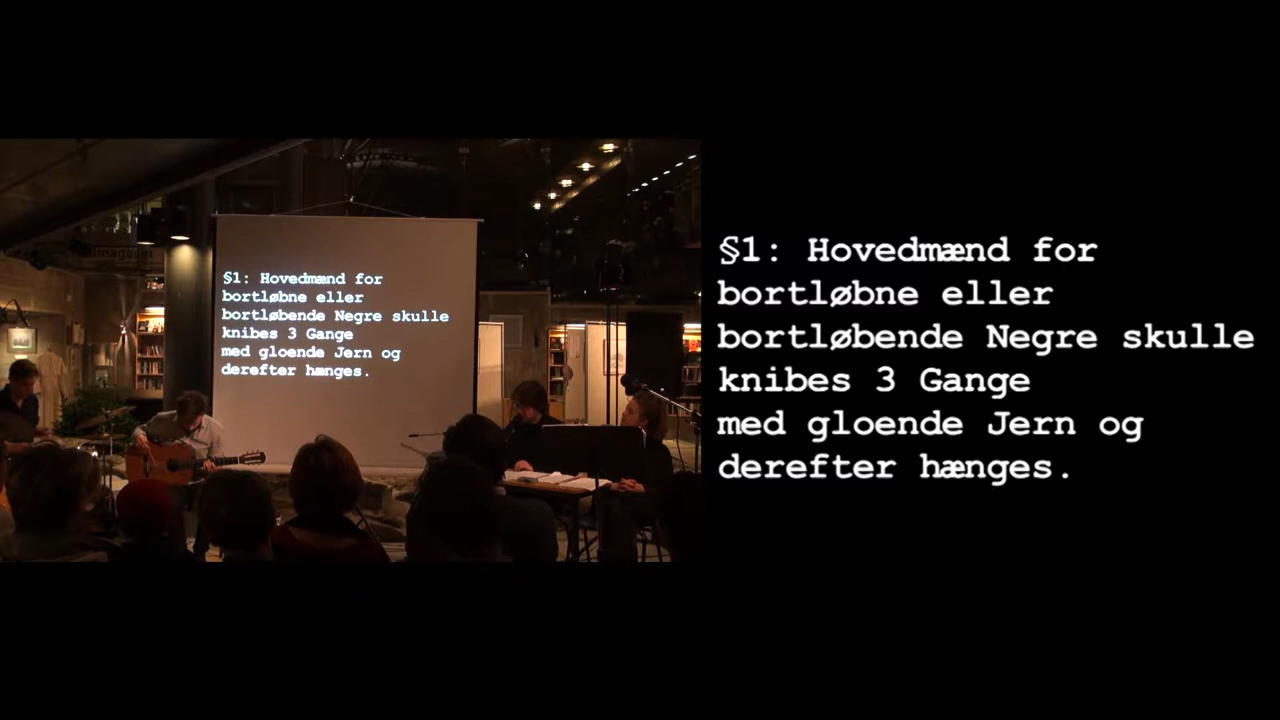 §1: Hovedmænd for
bortløbne eller
bortløbende Negre skulle
knibes 3 Gange
med gloende Jern og
derefter hænges.
§1: Hovedmænd for
bortløbne eller
bortløbende Negre skulle
knibes 3 Gange
med gloende Jern og
derefter hænges.